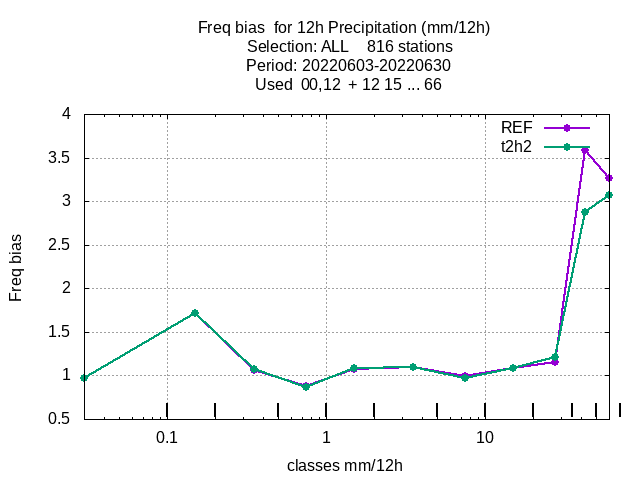 Freq bias  for 12h Precipitation (mm/12h)
Selection: ALL    816 stations
Period: 20220603-20220630
Used  00,12  + 12 15 ... 66
REF
t2h2
4
3.5
3
2.5
2
1.5
1
0.5
Freq bias
0.1
1
10
classes mm/12h